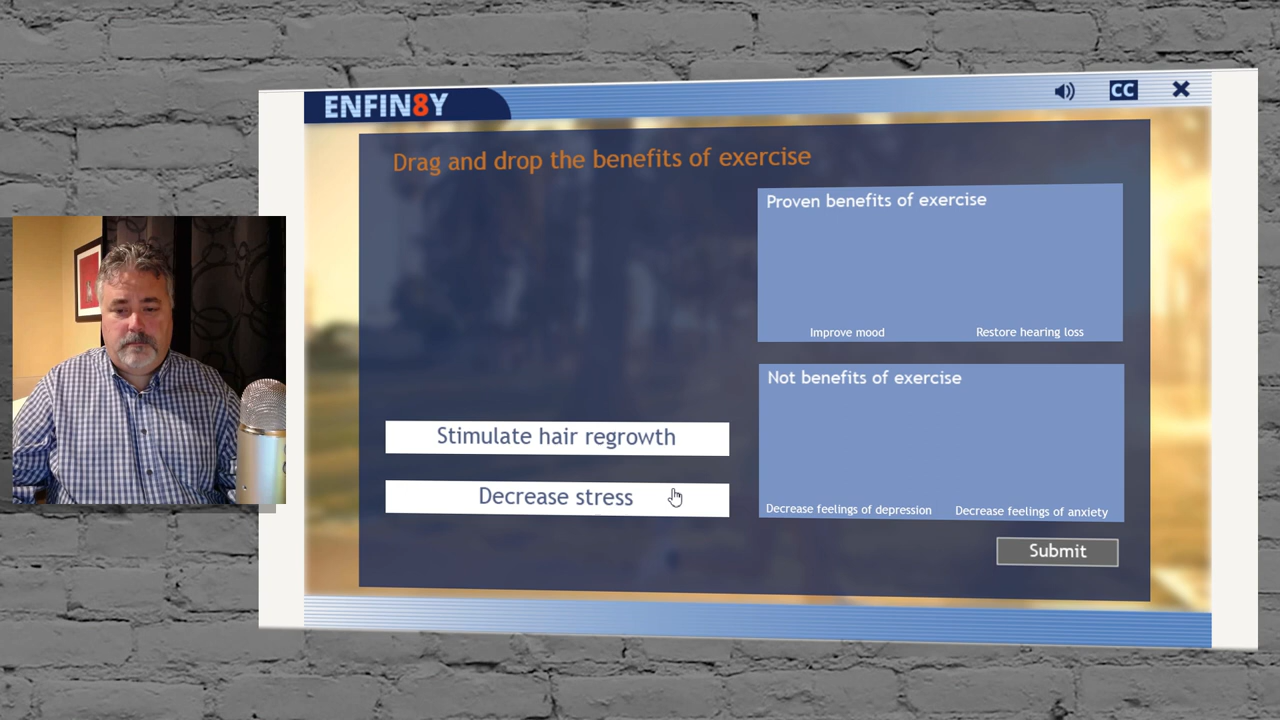 ENFIN8Y
CC
Drag and drop the benefits of exercise
Proven benefits of exercise
Improve mood
Restore hearing loss
Not benefits of exercise
Decrease feelings of depression
Decrease feelings of anxiety
Stimulate hair regrowth
Decrease stress
Submit